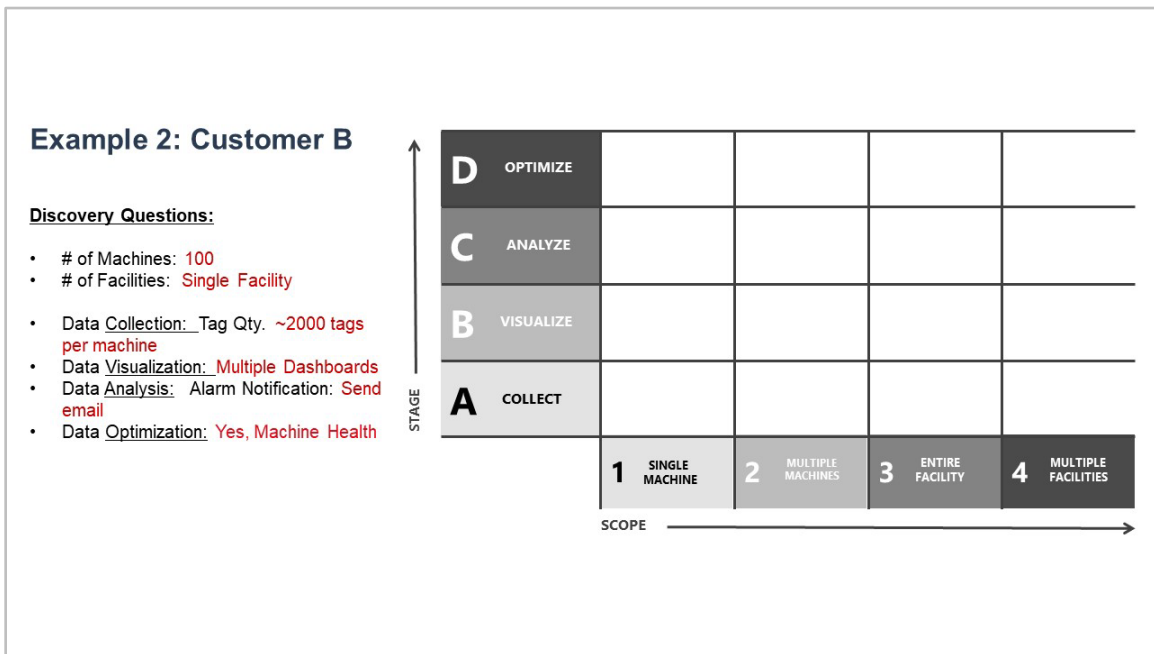 Example 2: Customer B
Discovery Questions:
• # of Machines: 100
• # of Facilities: Single Facility
• Data Collection: Tag Qty. ~2000 tags
per machine
• Data Visualization: Multiple Dashboards
• Data Analysis: Alarm Notification: Send
email
• Data Optimization: Yes, Machine Health
STAGE
D OPTIMIZE
C ANALYZE
B VISUALIZE
A COLLECT
1 SINGLE
MACHINE
2 MULTIPLE
MACHINES
3 ENTIRE
FACILITY
4 MULTIPLE
FACILITIES
SCOPE